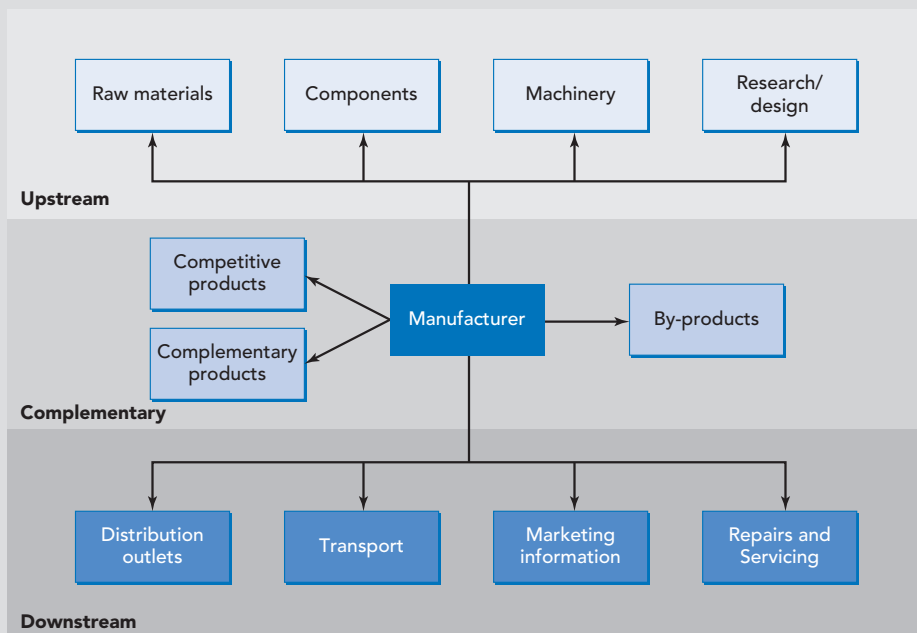 Raw materials
Components
Machinery
Research/
design
Upstream
Competitive
products
Manufacturer
By-products
Complementary
products
Complementary
Distribution
outlets
Transport
Marketing
information
Repairs and
Servicing
Downstream